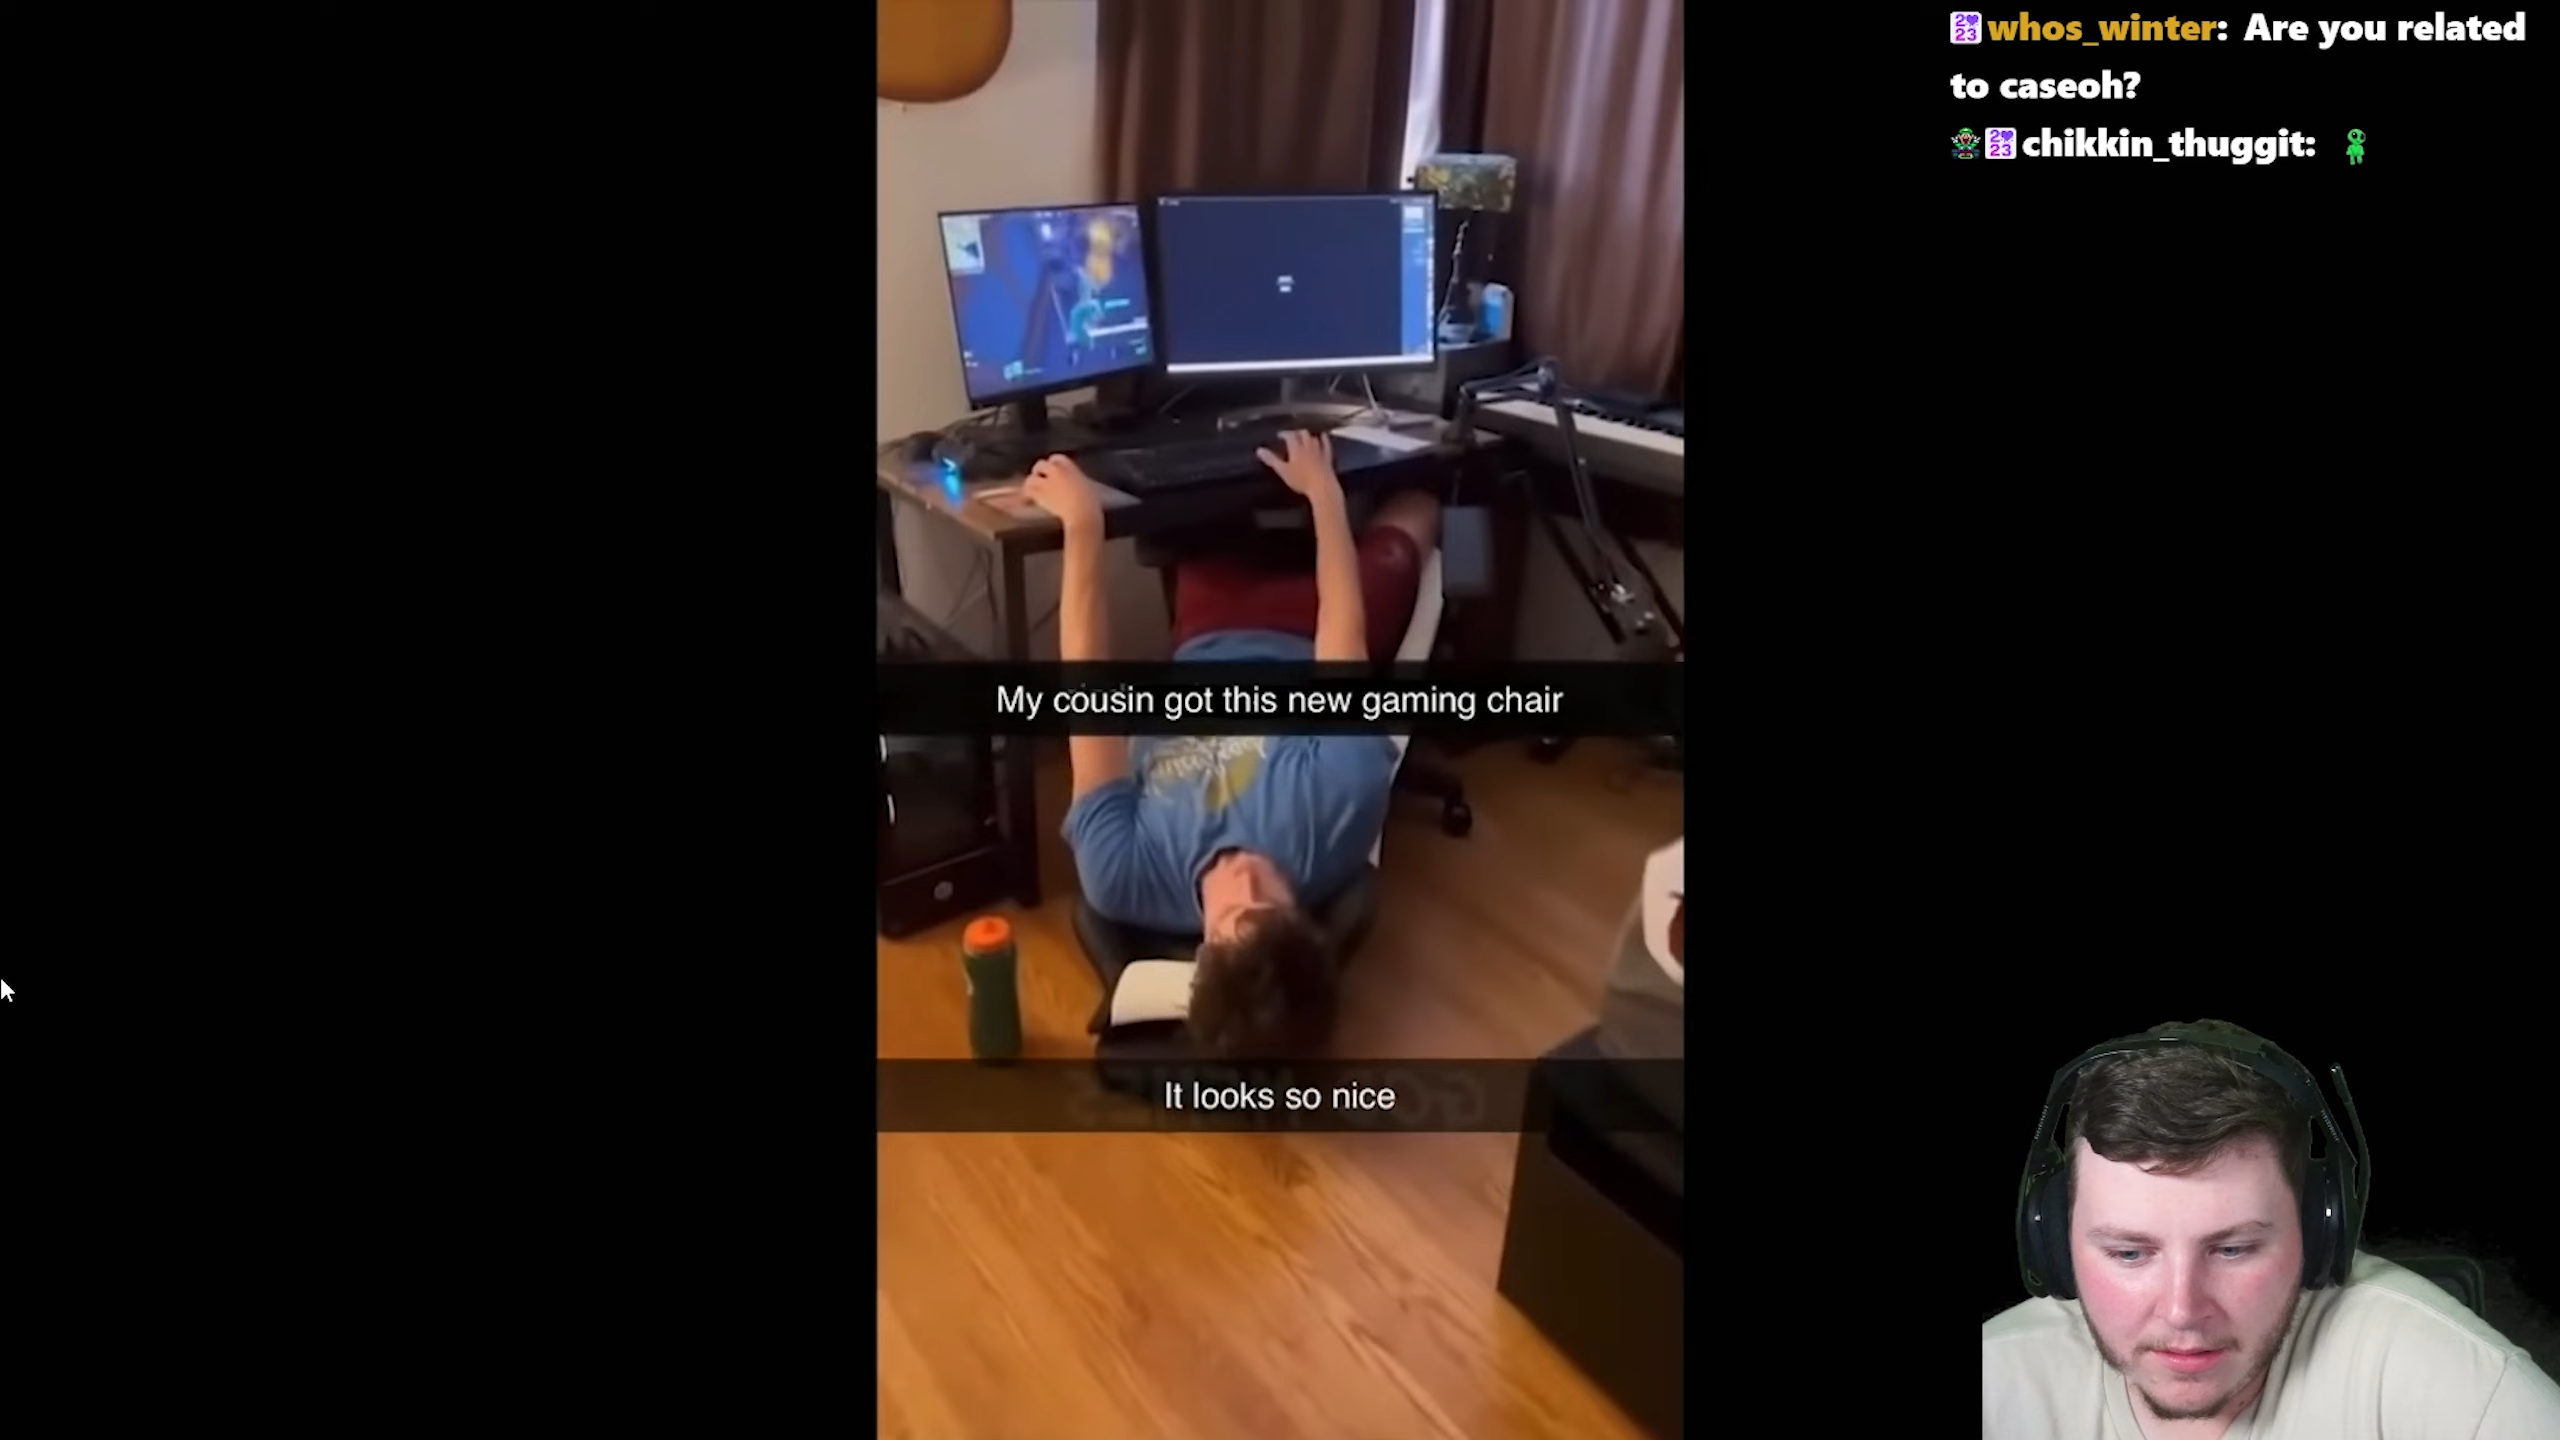 whos_winter: Are you related
to caseoh?
chikkin_thuggit:
My cousin got this new gaming chair
It looks so nice